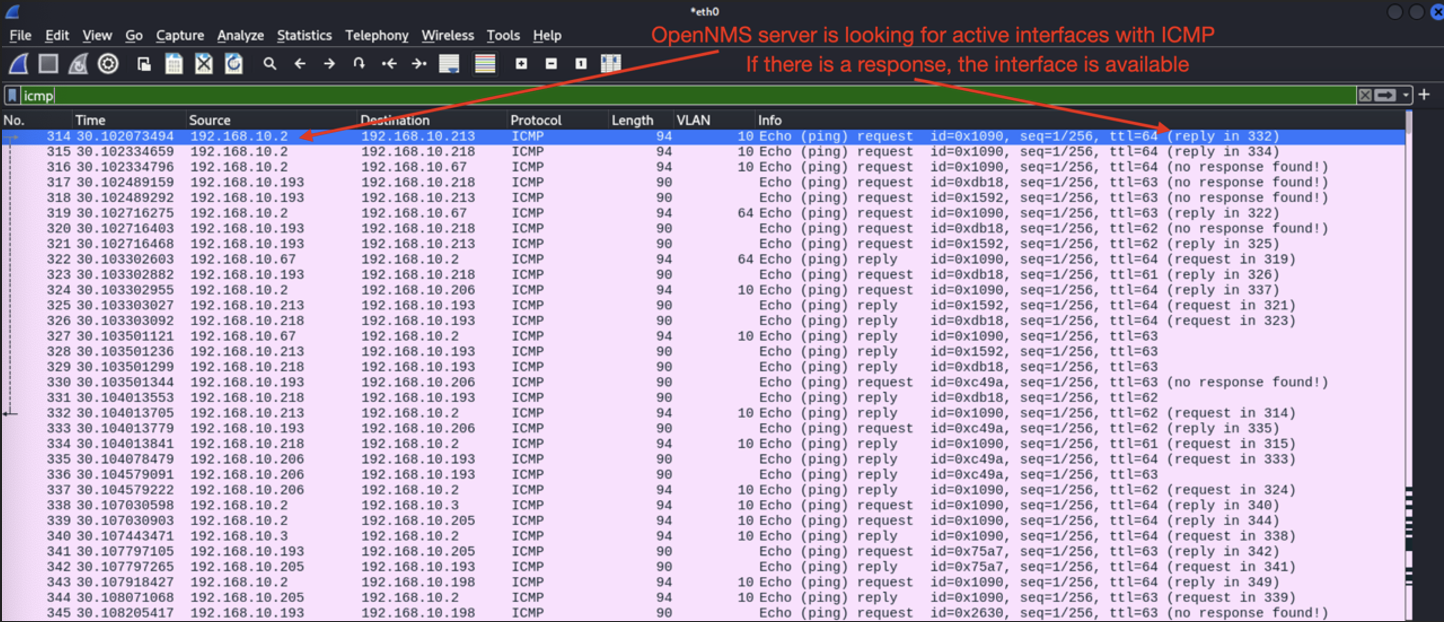 *eth0
File Edit View Go Capture Analyze Statistics Telephony Wireless Tools Help
OpenNMS server is looking for active interfaces with ICMP
If there is a response, the interface is available
icmp
No. Time Source Destination Protocol Length VLAN Info
314 30.102073494 192.168.10.2 192.168.10.213 ICMP 94 10 Echo (ping) request id=0x1090, seq=1/256, ttl=64 (reply in 332)
315 30.102334659 192.168.10.2 192.168.10.218 ICMP 94 10 Echo (ping) request id=0x1090, seq=1/256, ttl=64 (reply in 334)
316 30.102334796 192.168.10.2 192.168.10.67 ICMP 94 10 Echo (ping) request id=0x1090, seq=1/256, ttl=64 (no response found!)
317 30.102489159 192.168.10.193 192.168.10.218 ICMP 90 Echo (ping) request id=0xdb18, seq=1/256, ttl=63 (no response found!)
318 30.102489292 192.168.10.193 192.168.10.213 ICMP 90 Echo (ping) request id=0x1592, seq=1/256, ttl=63 (no response found!)
319 30.102716275 192.168.10.2 192.168.10.67 ICMP 94 64 Echo (ping) request id=0x1090, seq=1/256, ttl=63 (reply in 322)
320 30.102716403 192.168.10.193 192.168.10.218 ICMP 90 Echo (ping) request id=0xdb18, seq=1/256, ttl=62 (no response found!)
321 30.102716468 192.168.10.193 192.168.10.213 ICMP 90 Echo (ping) request id=0x1592, seq=1/256, ttl=62 (reply in 325)
322 30.103302603 192.168.10.67 192.168.10.2 ICMP 94 64 Echo (ping) reply id=0x1090, seq=1/256, ttl=64 (request in 319)
323 30.103302882 192.168.10.193 192.168.10.218 ICMP 90 Echo (ping) request id=0xdb18, seq=1/256, ttl=61 (reply in 326)
324 30.103302955 192.168.10.2 192.168.10.206 ICMP 94 10 Echo (ping) request id=0x1090, seq=1/256, ttl=64 (reply in 337)
325 30.103303027 192.168.10.213 192.168.10.193 ICMP 90 Echo (ping) reply id=0x1592, seq=1/256, ttl=64 (request in 321)
326 30.103303092 192.168.10.218 192.168.10.193 ICMP 90 Echo (ping) reply id=0xdb18, seq=1/256, ttl=64 (request in 323)
327 30.103501121 192.168.10.67 192.168.10.2 ICMP 94 10 Echo (ping) reply id=0x1090, seq=1/256, ttl=63
328 30.103501236 192.168.10.213 192.168.10.193 ICMP 90 Echo (ping) reply id=0x1592, seq=1/256, ttl=63
329 30.103501299 192.168.10.218 192.168.10.193 ICMP 90 Echo (ping) reply id=0xdb18, seq=1/256, ttl=63
330 30.103501344 192.168.10.193 192.168.10.206 ICMP 90 Echo (ping) request id=0xc49a, seq=1/256, ttl=63 (no response found!)
331 30.104013553 192.168.10.218 192.168.10.193 ICMP 90 Echo (ping) reply id=0xdb18, seq=1/256, ttl=62
332 30.104013705 192.168.10.213 192.168.10.2 ICMP 94 10 Echo (ping) reply id=0x1090, seq=1/256, ttl=62 (request in 314)
333 30.104013779 192.168.10.193 192.168.10.206 ICMP 90 Echo (ping) request id=0xc49a, seq=1/256, ttl=62 (reply in 335)
334 30.104013841 192.168.10.218 192.168.10.2 ICMP 94 10 Echo (ping) reply id=0x1090, seq=1/256, ttl=61 (request in 315)
335 30.104078479 192.168.10.206 192.168.10.193 ICMP 90 Echo (ping) reply id=0xc49a, seq=1/256, ttl=64 (request in 333)
336 30.104579091 192.168.10.206 192.168.10.193 ICMP 90 Echo (ping) reply id=0xc49a, seq=1/256, ttl=63
337 30.104579222 192.168.10.206 192.168.10.2 ICMP 94 10 Echo (ping) reply id=0x1090, seq=1/256, ttl=62 (request in 324)
338 30.107030598 192.168.10.2 192.168.10.3 ICMP 94 10 Echo (ping) request id=0x1090, seq=1/256, ttl=64 (reply in 340)
339 30.107030903 192.168.10.2 192.168.10.205 ICMP 94 10 Echo (ping) request id=0x1090, seq=1/256, ttl=64 (reply in 344)
340 30.107443471 192.168.10.3 192.168.10.2 ICMP 94 10 Echo (ping) reply id=0x1090, seq=1/256, ttl=64 (request in 338)
341 30.107797105 192.168.10.193 192.168.10.205 ICMP 90 Echo (ping) request id=0x75a7, seq=1/256, ttl=63 (reply in 342)
342 30.107797265 192.168.10.205 192.168.10.193 ICMP 90 Echo (ping) reply id=0x75a7, seq=1/256, ttl=64 (request in 341)
343 30.107918427 192.168.10.2 192.168.10.198 ICMP 94 10 Echo (ping) request id=0x1090, seq=1/256, ttl=64 (reply in 349)
344 30.108071068 192.168.10.205 192.168.10.2 ICMP 94 10 Echo (ping) reply id=0x1090, seq=1/256, ttl=63 (request in 339)
345 30.108205417 192.168.10.193 192.168.10.198 ICMP 90 Echo (ping) request id=0x2630, seq=1/256, ttl=63 (no response found!)